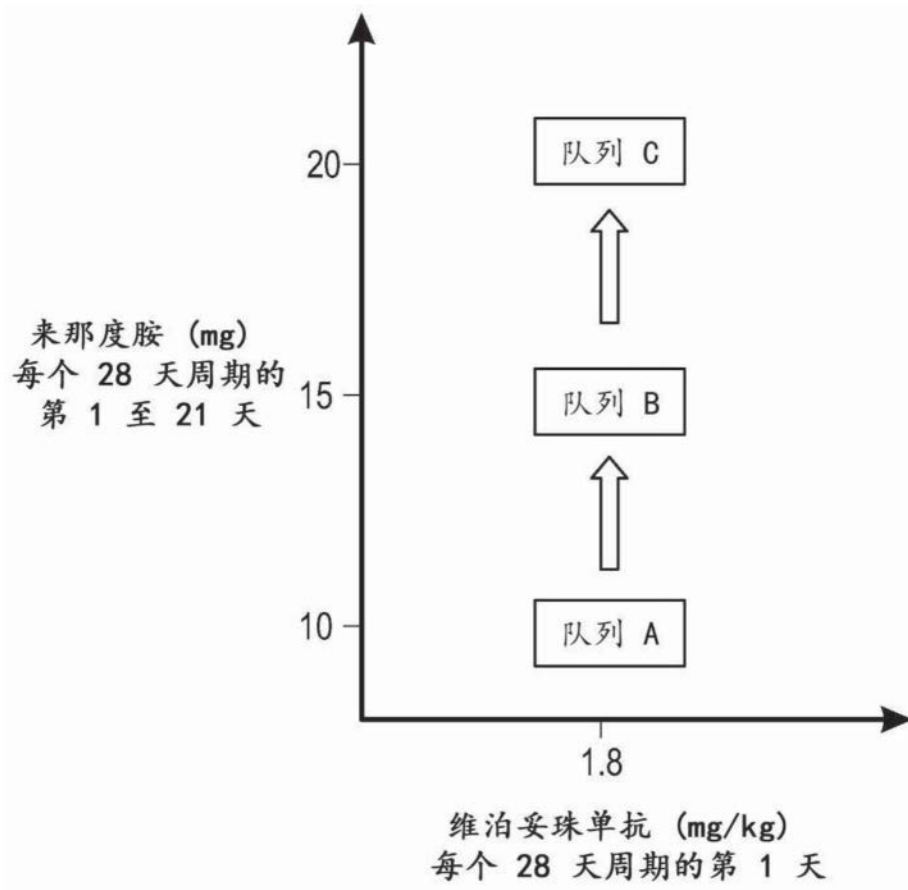 20
队列 C
来那度胺 (mg)
每个 28 天周期的
第 1 至 21 天
15
队列 B
10
队列 A
1.8
维泊妥珠单抗 (mg/kg)
每个 28 天周期的第 1 天